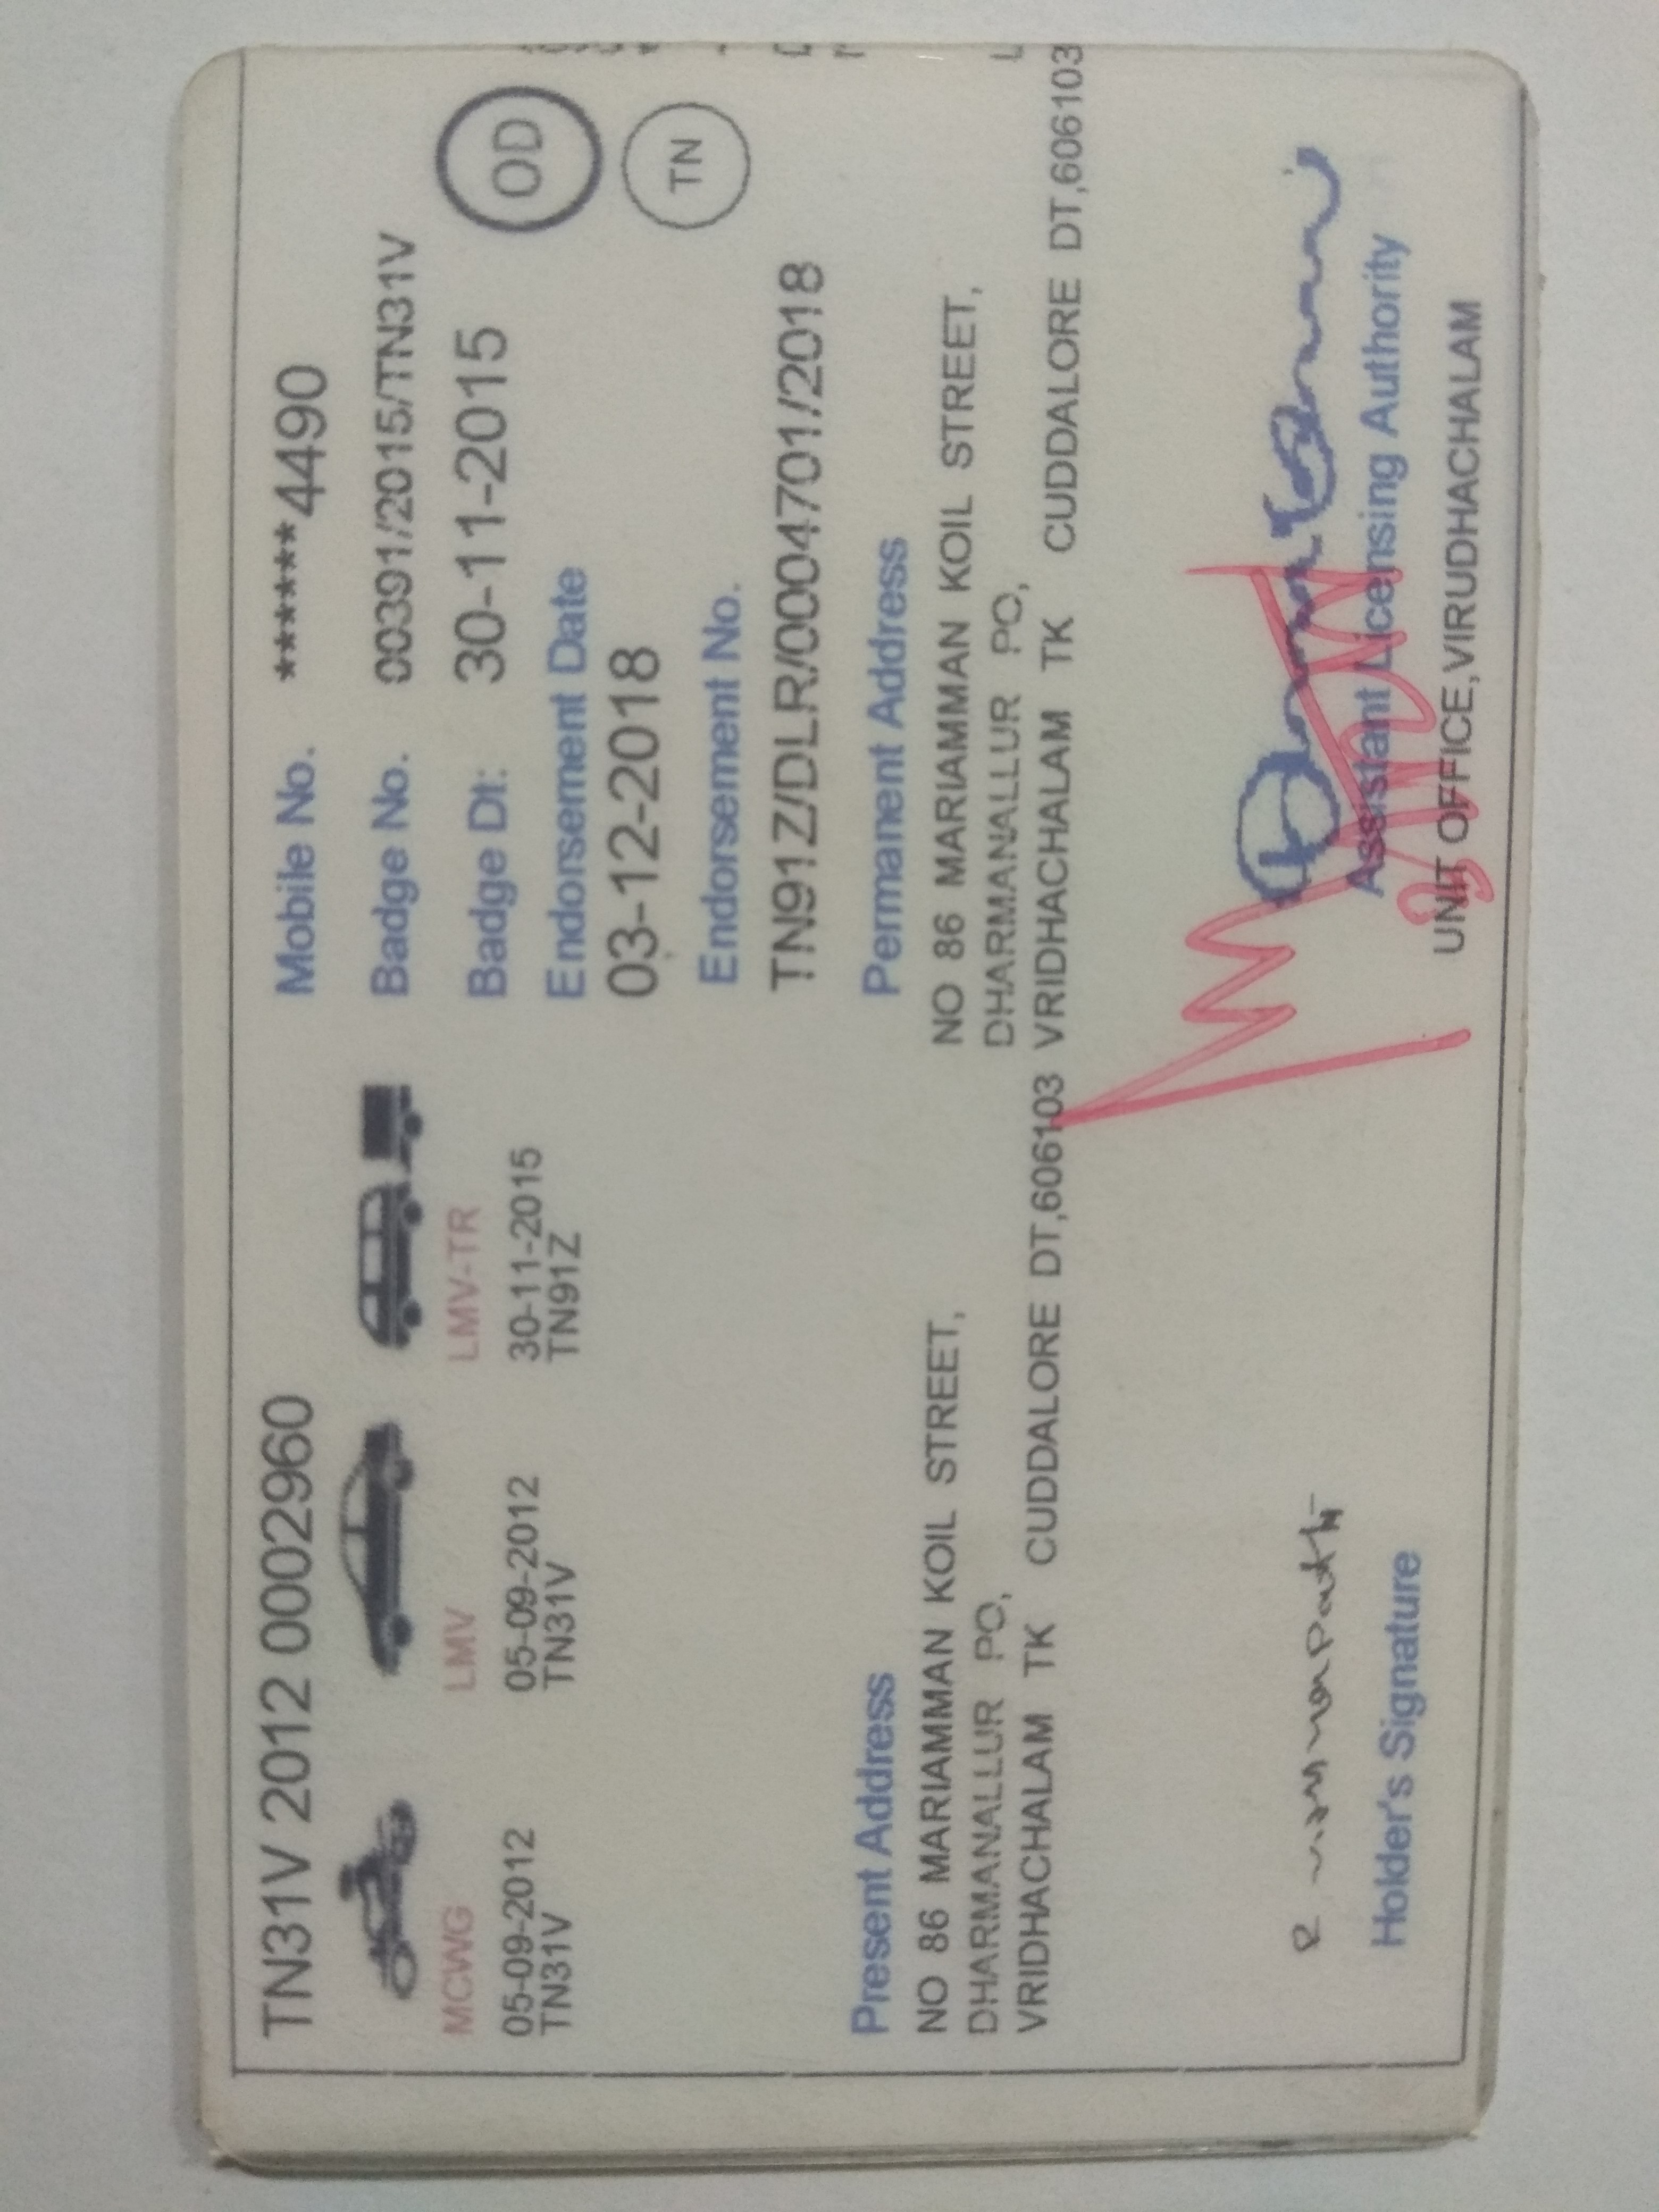 TN31V 2012 0002960
MCWG
05-09-2012
TN31V
LMV
05-09-2012
TN31V
LMV-TR
30-11-2015
TN91Z
Mobile No. ******4490
Badge No. 00391/2015/TN31V
Badge Dt: 30-11-2015
Endorsement Date
03-12-2018
Endorsement No.
TN91Z/DLR/0004701/2018
OD
TN
Present Address
NO 86 MARIAMMAN KOIL STREET,
DHARMANALLUR PO,
VRIDHACHALAM TK CUDDALORE DT,606103
Permanent Address
NO 86 MARIAMMAN KOIL STREET,
DHARMANALLUR PO,
VRIDHACHALAM TK CUDDALORE DT,606103
Holder's Signature
Assistant Licensing Authority
UNIT OFFICE,VIRUDHACHALAM